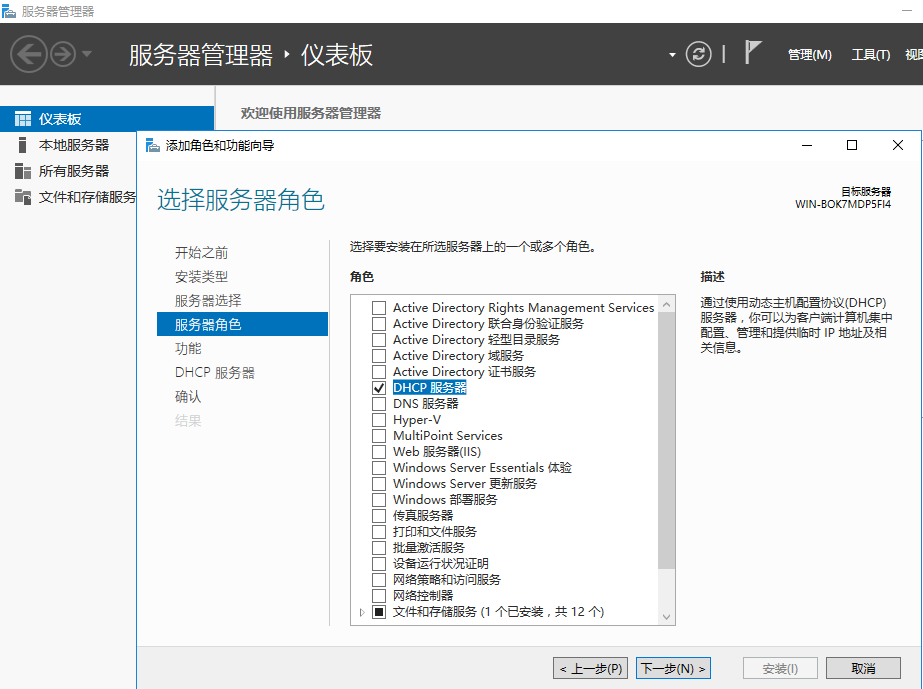 服务器管理器
服务器管理器 · 仪表板
管理(M) 工具(T)
仪表板
本地服务器
所有服务器
文件和存储服务
欢迎使用服务器管理器
添加角色和功能向导
选择服务器角色
目标服务器
WIN-BOK7MDP5FI4
开始之前
安装类型
服务器选择
服务器角色
功能
DHCP 服务器
确认
结果
选择要安装在所选服务器上的一个或多个角色。
角色
Active Directory Rights Management Services
Active Directory 联合身份验证服务
Active Directory 轻型目录服务
Active Directory 域服务
Active Directory 证书服务
DHCP 服务器
DNS 服务器
Hyper-V
MultiPoint Services
Web 服务器(IIS)
Windows Server Essentials 体验
Windows Server 更新服务
Windows 部署服务
传真服务器
打印和文件服务
批量激活服务
设备运行状况证明
网络策略和访问服务
网络控制器
文件和存储服务 (1 个已安装，共 12 个)
描述
通过使用动态主机配置协议(DHCP)
服务器，你可以为客户端计算机集中
配置、管理和提供临时 IP 地址及相
关信息。
< 上一步(P) 下一步(N) > 安装(I) 取消